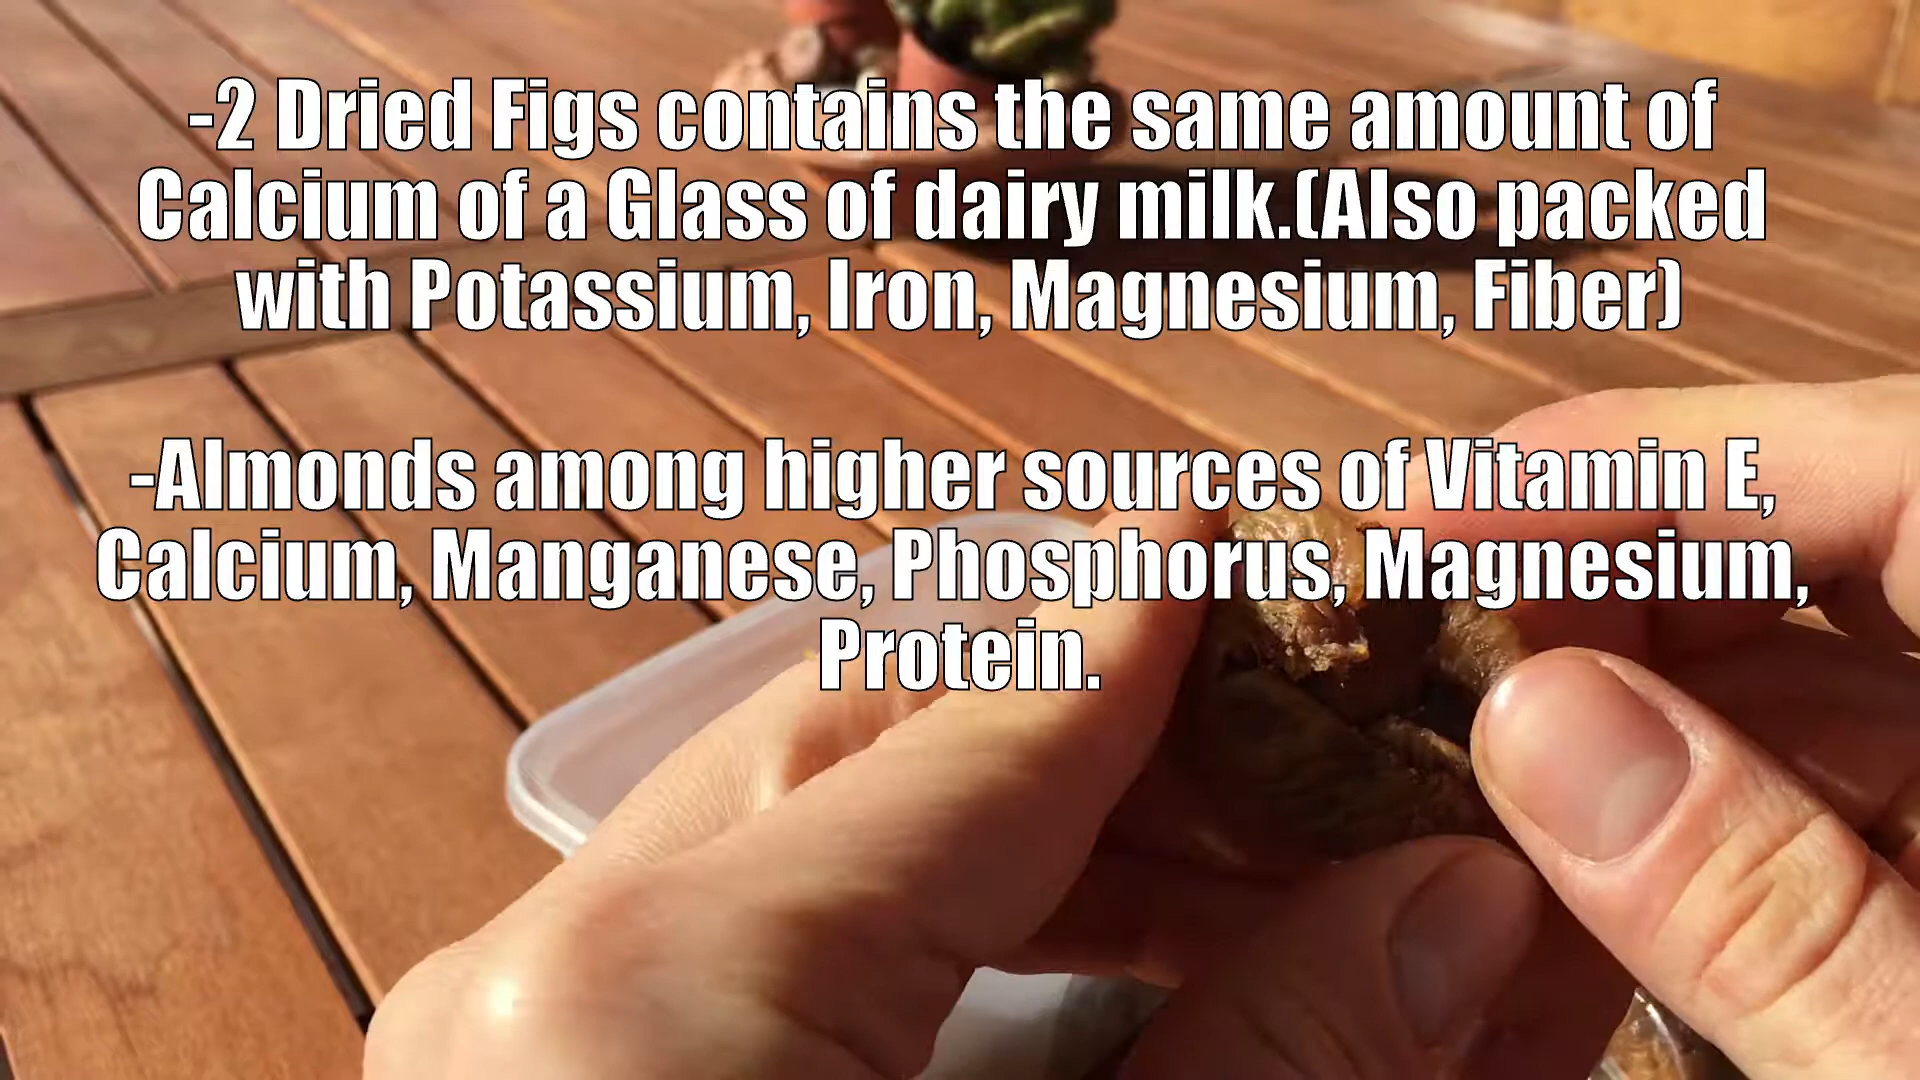 -2 Dried Figs contains the same amount of
Calcium of a Glass of dairy milk.(Also packed
with Potassium, Iron, Magnesium, Fiber)
-Almonds among higher sources of Vitamin E,
Calcium, Manganese, Phosphorus, Magnesium,
Protein.